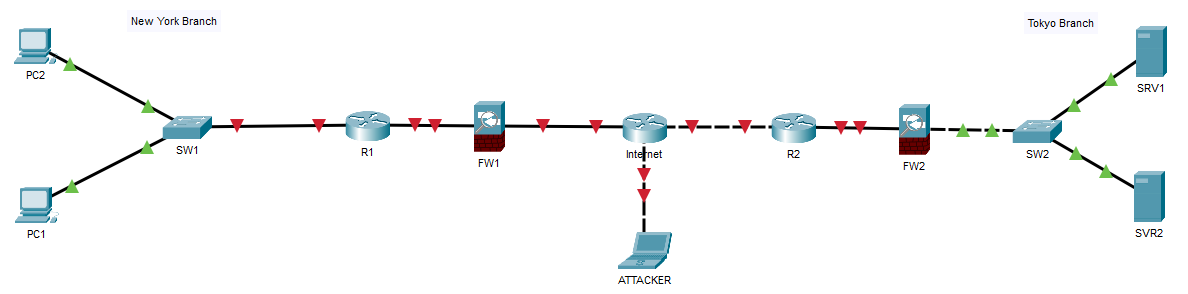 New York Branch
Tokyo Branch
PC2
SRV1
SW1
R1
FW1
Internet
R2
FW2
SW2
PC1
SVR2
ATTACKER